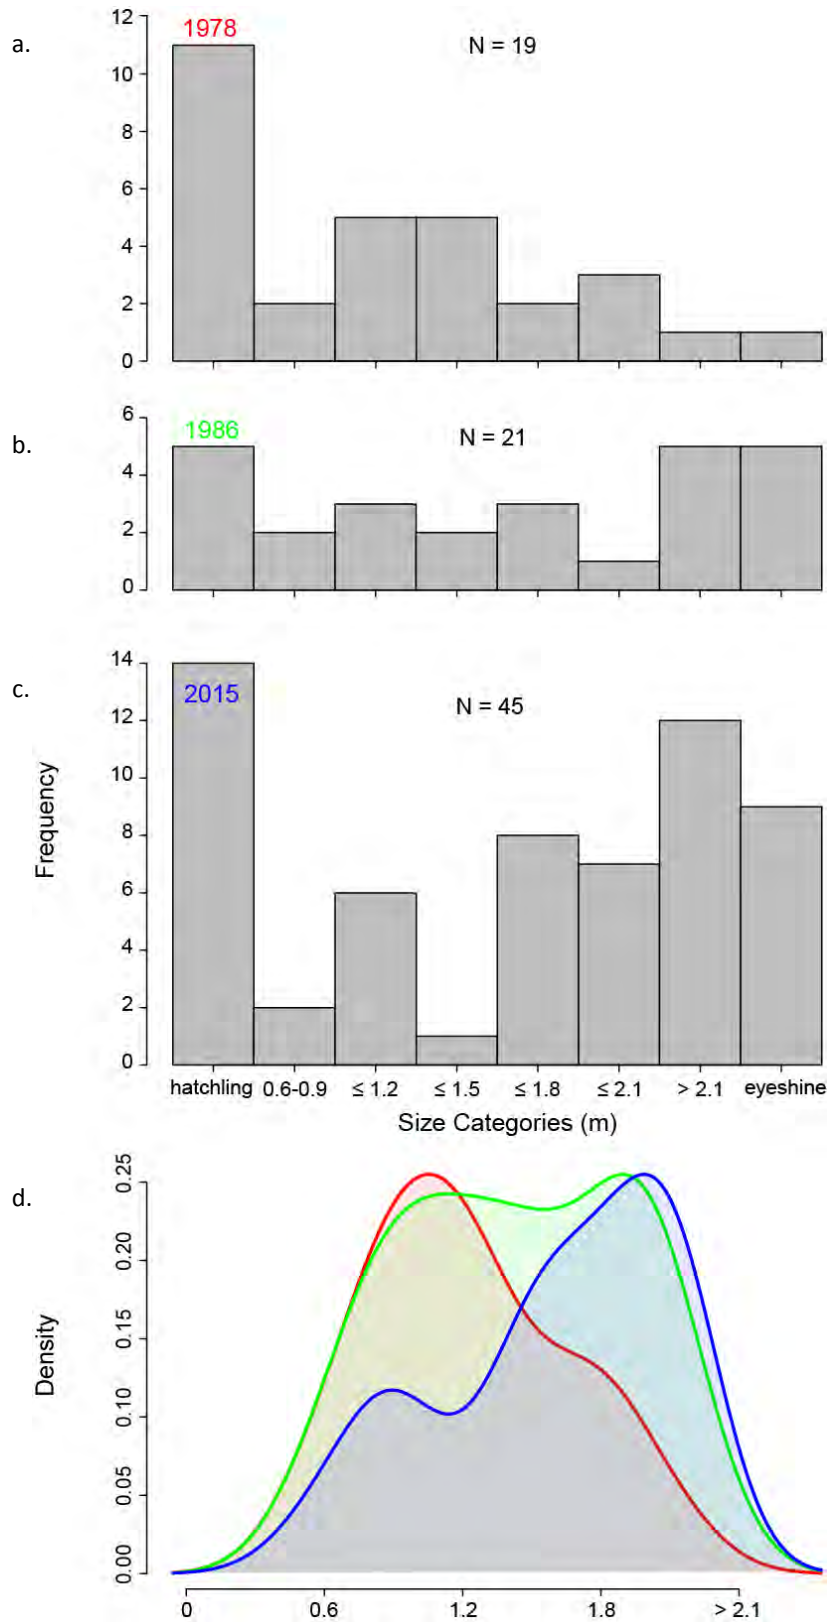 a.
1978
N = 19
12
10
8
6
4
2
0
b.
1986
N = 21
6
4
2
0
c.
2015
N = 45
14
12
10
8
6
4
2
0
Frequency
hatchling 0.6-0.9 ≤ 1.2 ≤ 1.5 ≤ 1.8 ≤ 2.1 > 2.1 eyeshine
Size Categories (m)
d.
0.25
0.20
0.15
0.10
0.05
0.00
Density
0 0.6 1.2 1.8 > 2.1